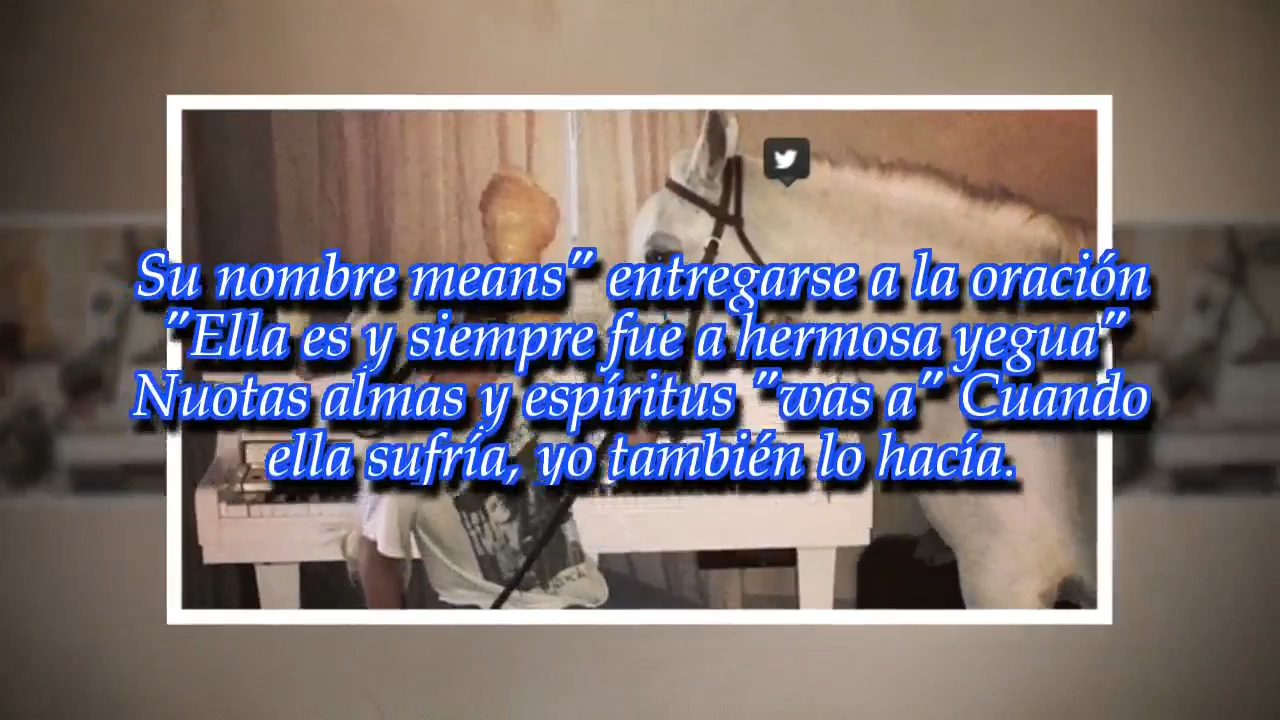 Su nombre means" entregarse a la oración
"Ella es y siempre fue a hermosa yegua"
Nuotas almas y espíritus "was a" Cuando
ella sufría, yo también lo hacía.